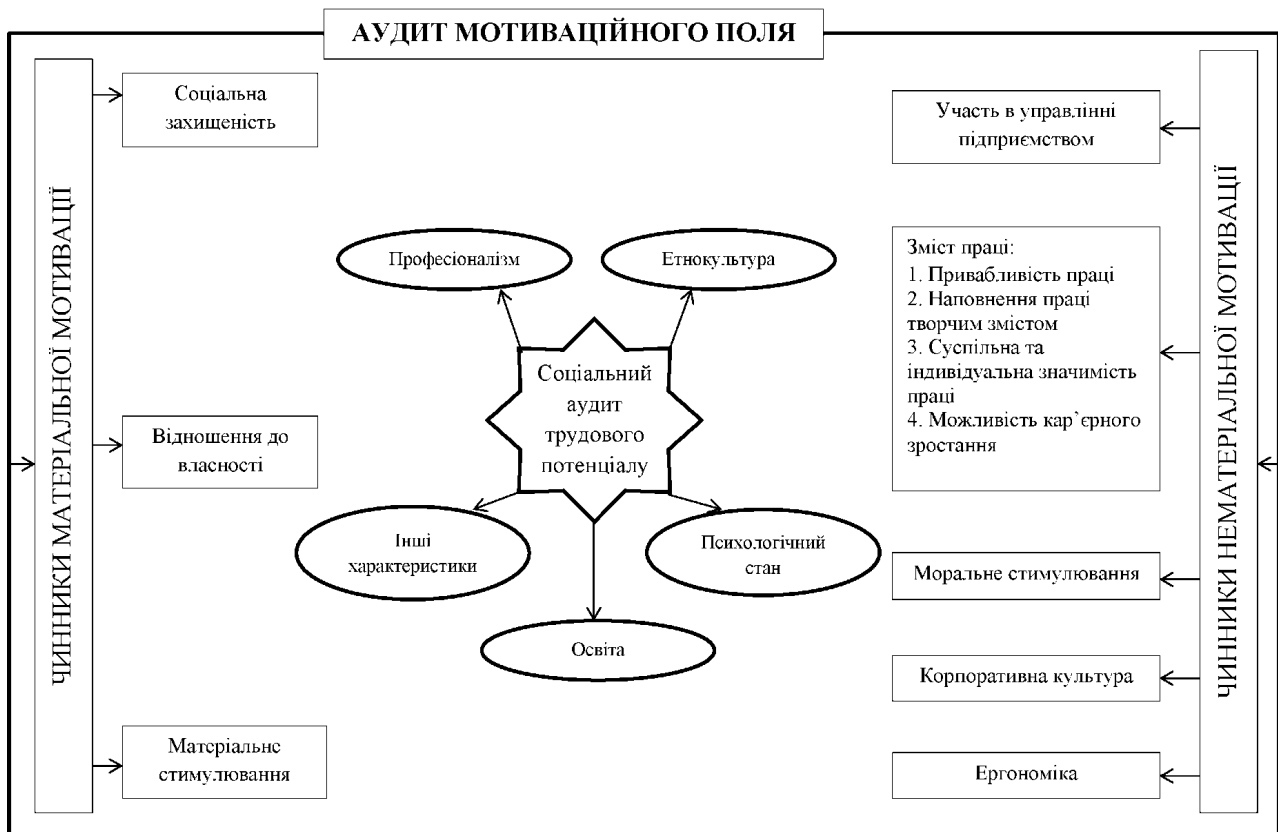 АУДИТ МОТИВАЦІЙНОГО ПОЛЯ
ЧИННИКИ МАТЕРІАЛЬНОЇ МОТИВАЦІЇ
Соціальна
захищеність
Відношення до
власності
Матеріальне
стимулювання
Професіоналізм
Етнокультура
Соціальний
аудит
трудового
потенціалу
Інші
характеристики
Психологічний
стан
Освіта
Участь в управлінні
підприємством
Зміст праці:
1. Привабливість праці
2. Наповнення праці
творчим змістом
3. Суспільна та
індивідуальна значимість
праці
4. Можливість кар’єрного
зростання
Моральне стимулювання
Корпоративна культура
Ергономіка
ЧИННИКИ НЕМАТЕРІАЛЬНОЇ МОТИВАЦІЇ